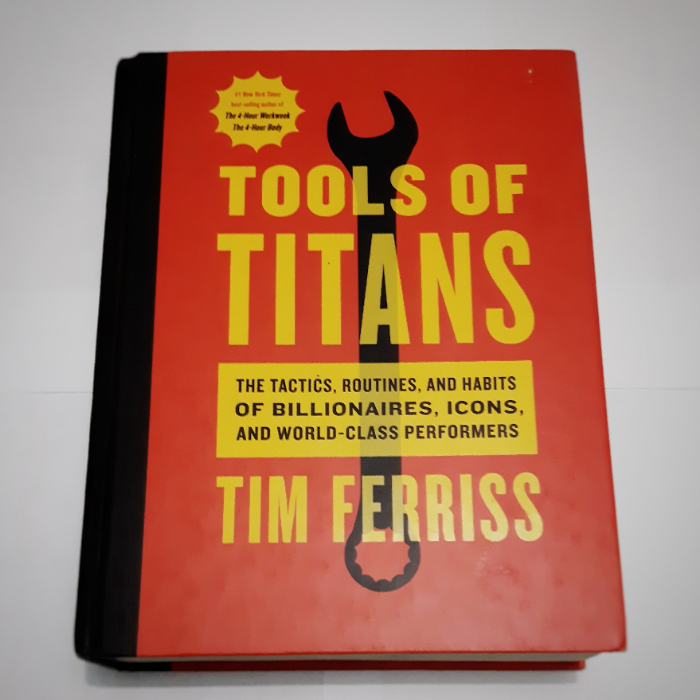 #1 New York Times
best-selling author of
The 4-Hour Workweek
The 4-Hour Body
TOOLS OF
TITANS
THE TACTICS, ROUTINES, AND HABITS
OF BILLIONAIRES, ICONS,
AND WORLD-CLASS PERFORMERS
TIM FERRISS